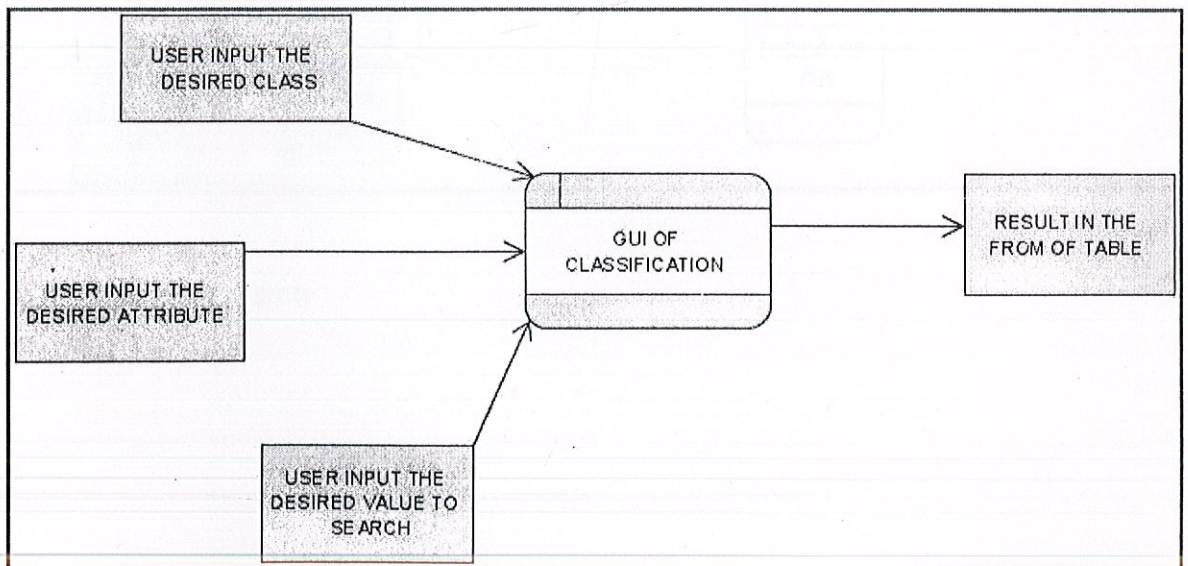 USER INPUT THE
DESIRED CLASS
USER INPUT THE
DESIRED ATTRIBUTE
GUI OF
CLASSIFICATION
RESULT IN THE
FROM OF TABLE
USER INPUT THE
DESIRED VALUE TO
SEARCH